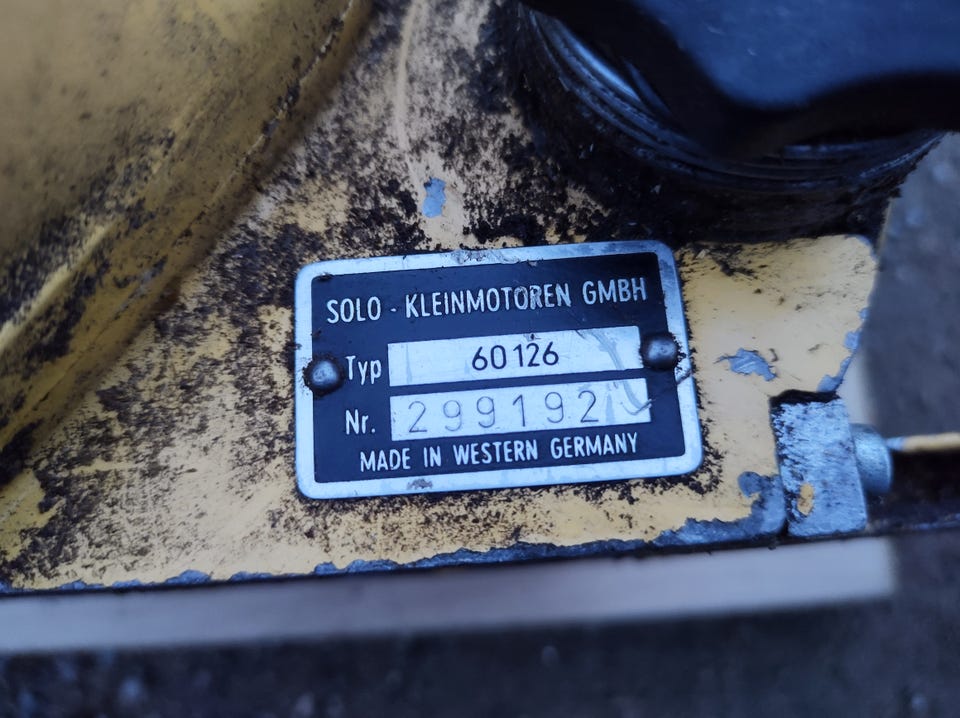 SOLO - KLEINMOTOREN GMBH
Typ 60126
Nr. 299192
MADE IN WESTERN GERMANY